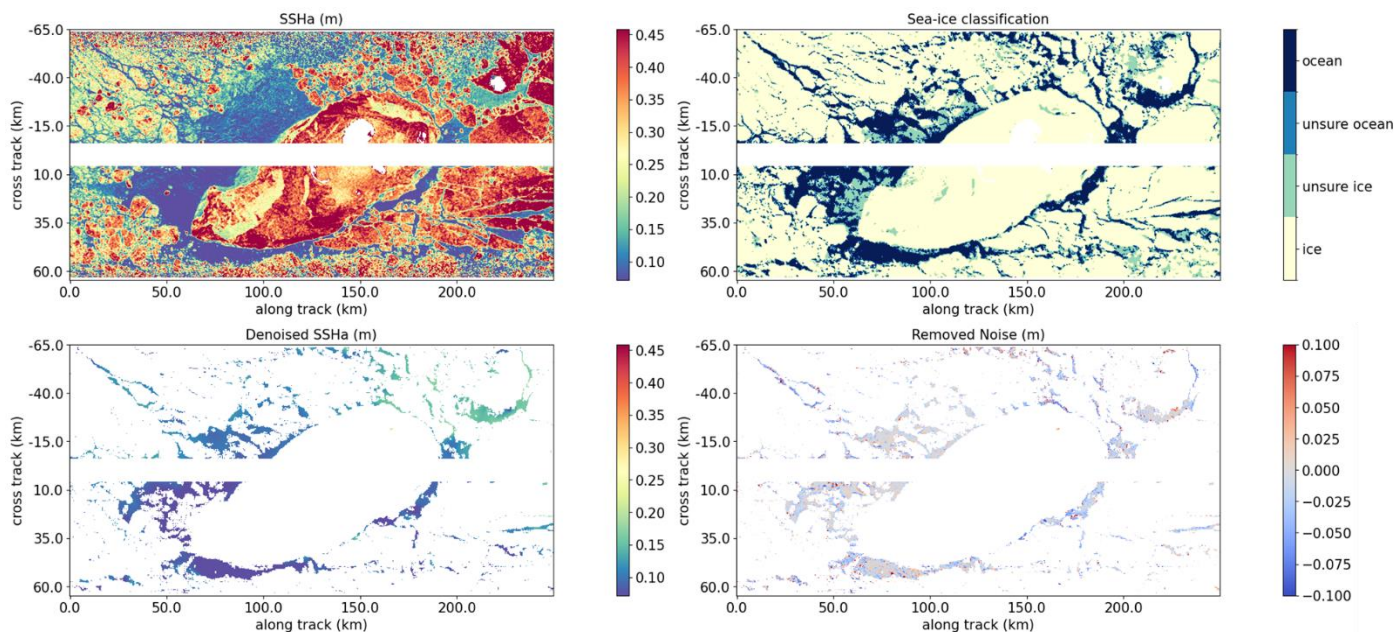 SSHa (m)
-65.0
-40.0
-15.0
10.0
35.0
60.0
cross track (km)
0.0 50.0 100.0 150.0 200.0
along track (km)
0.45
0.40
0.35
0.30
0.25
0.20
0.15
0.10
Sea-ice classification
-65.0
-40.0
-15.0
10.0
35.0
60.0
cross track (km)
0.0 50.0 100.0 150.0 200.0
along track (km)
ocean
unsure ocean
unsure ice
ice
Denoised SSHa (m)
-65.0
-40.0
-15.0
10.0
35.0
60.0
cross track (km)
0.0 50.0 100.0 150.0 200.0
along track (km)
0.45
0.40
0.35
0.30
0.25
0.20
0.15
0.10
Removed Noise (m)
-65.0
-40.0
-15.0
10.0
35.0
60.0
cross track (km)
0.0 50.0 100.0 150.0 200.0
along track (km)
0.100
0.075
0.050
0.025
0.000
−0.025
−0.050
−0.075
−0.100